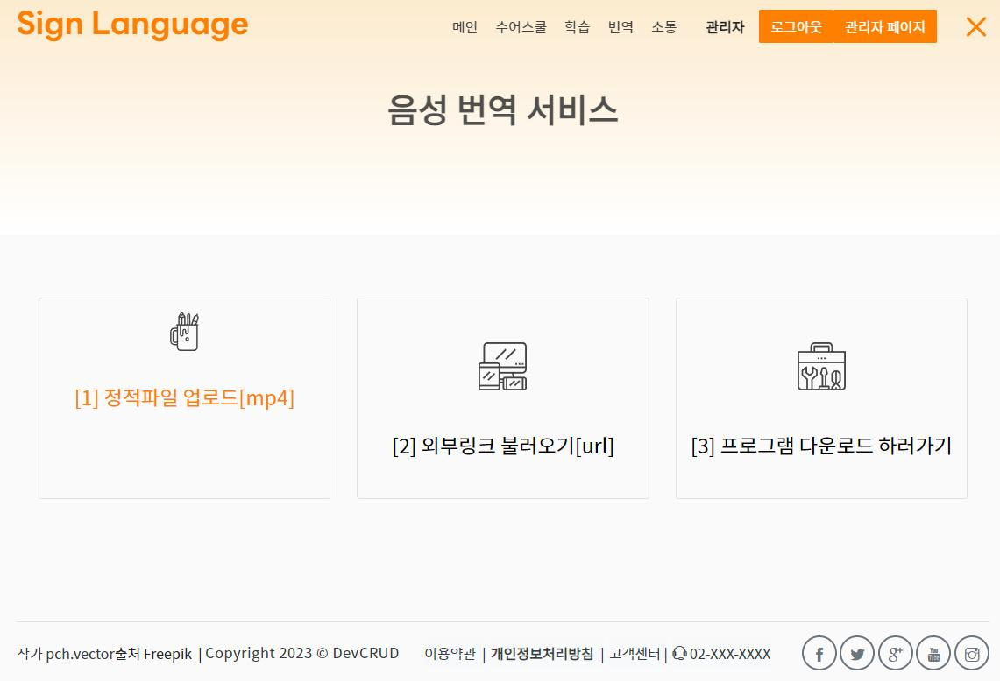 Sign Language
메인 수어스쿨 학습 번역 소통 관리자 로그아웃 관리자 페이지
음성 번역 서비스
[1] 정적파일 업로드[mp4]
[2] 외부링크 불러오기[url]
[3] 프로그램 다운로드 하러가기
작가 pch.vector출처 Freepik | Copyright 2023 © DevCRUD 이용약관 | 개인정보처리방침 | 고객센터 | 02-XXX-XXXX